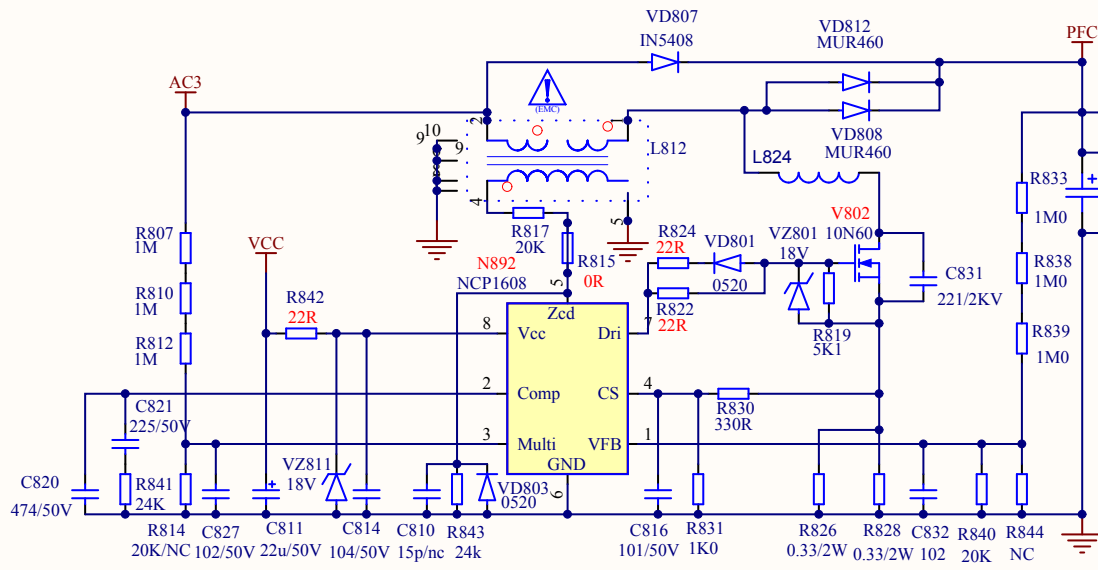 VD807
IN5408
VD812
MUR460
PFC
AC3
(EMC)
2
1
10
9
9
L812
VD808
MUR460
L824
4
5
R833
1M0
R807
1M
VCC
R817
20K
R815
0R
R824
22R
VD801
0520
VZ801
18V
V802
10N60
C831
221/2KV
N892
NCP1608
5
R838
1M0
R810
1M
R842
22R
R822
22R
R819
5K1
R812
1M
8
Vcc
Zcd
Dri
7
R839
1M0
2
Comp
CS
4
R830
330R
C821
225/50V
3
Multi
VFB
1
GND
6
C820
474/50V
R841
24K
VZ811
18V
VD803
0520
R814
20K/NC
C827
102/50V
C811
22u/50V
C814
104/50V
C810
15p/nc
R843
24k
C816
101/50V
R831
1K0
R826
0.33/2W
R828
0.33/2W
C832
102
R840
20K
R844
NC